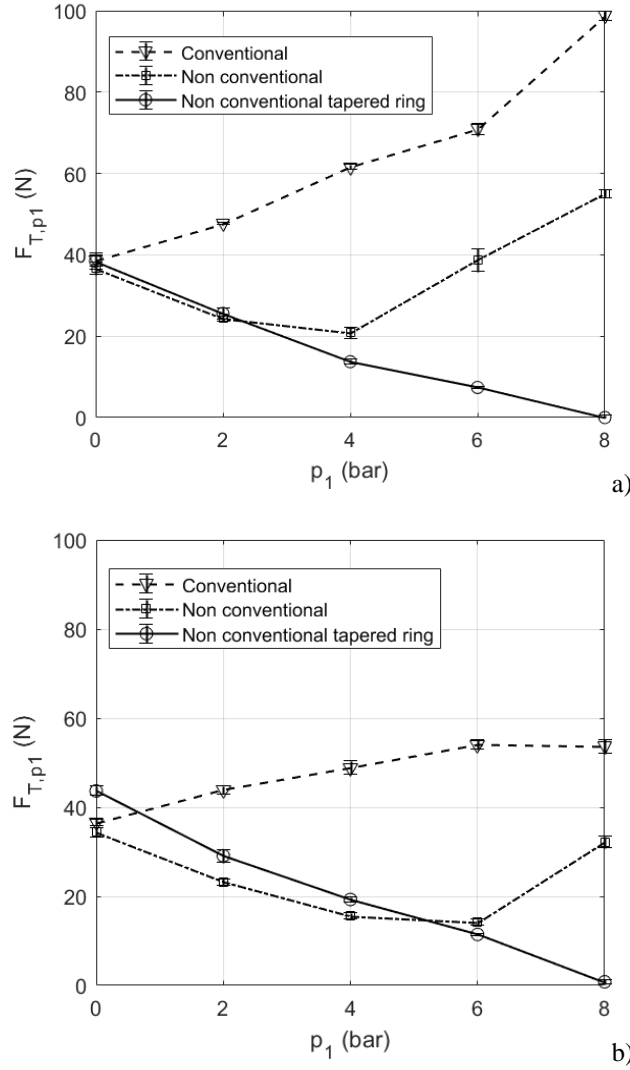 100
80
60
40
20
0
F_T,p1 (N)
Conventional
Non conventional
Non conventional tapered ring
0 2 4 6 8
p_1 (bar)
a)
100
80
60
40
20
0
F_T,p1 (N)
Conventional
Non conventional
Non conventional tapered ring
0 2 4 6 8
p_1 (bar)
b)